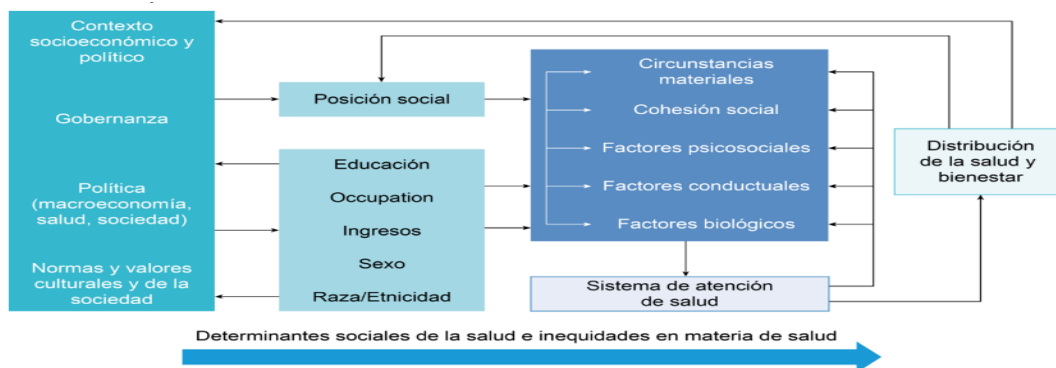 Contexto
socioeconómico y
político
Gobernanza
Política
(macroeconomía,
salud, sociedad)
Normas y valores
culturales y de la
sociedad
Posición social
Educación
Occupation
Ingresos
Sexo
Raza/Etnicidad
Circunstancias
materiales
Cohesión social
Factores psicosociales
Factores conductuales
Factores biológicos
Sistema de atención
de salud
Distribución
de la salud y
bienestar
Determinantes sociales de la salud e inequidades en materia de salud